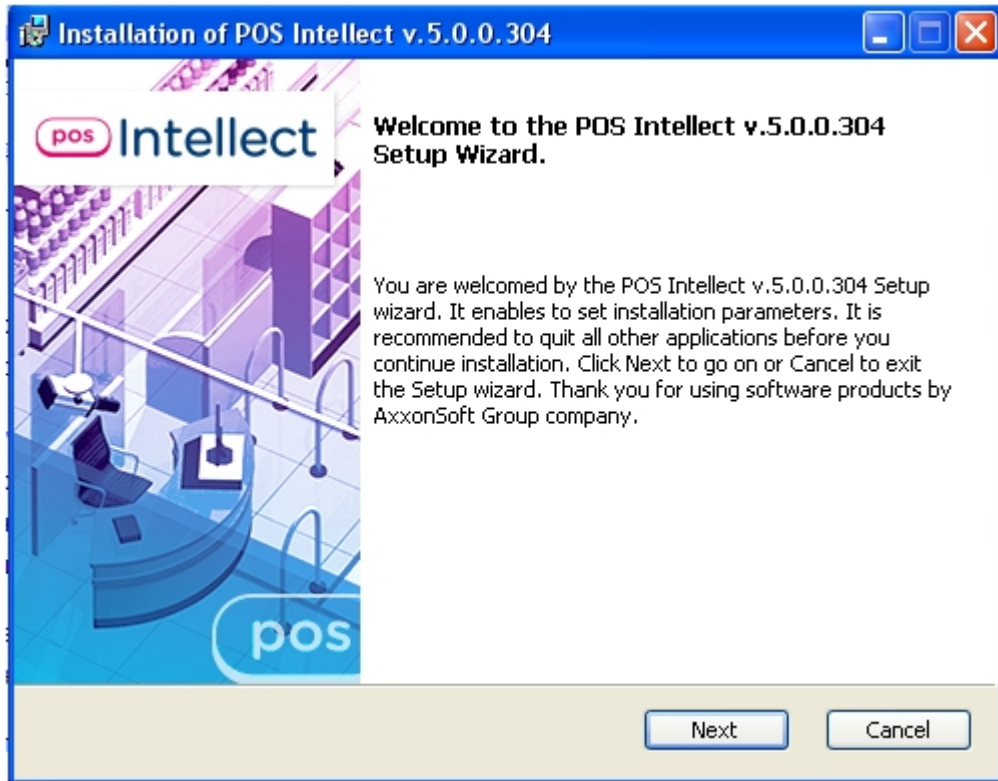 Installation of POS Intellect v.5.0.0.304
pos Intellect
Welcome to the POS Intellect v.5.0.0.304
Setup Wizard.
You are welcomed by the POS Intellect v.5.0.0.304 Setup
wizard. It enables to set installation parameters. It is
recommended to quit all other applications before you
continue installation. Click Next to go on or Cancel to exit
the Setup wizard. Thank you for using software products by
AxxonSoft Group company.
pos
Next
Cancel